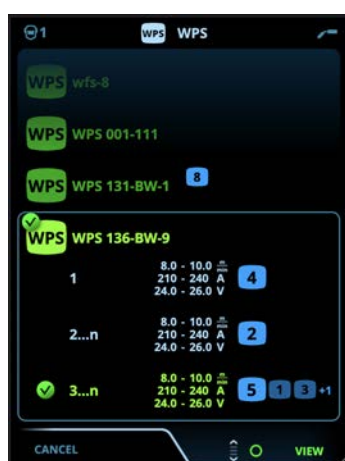 1 WPS WPS
WPS wfs-8
WPS WPS 001-111
WPS WPS 131-BW-1 8
WPS WPS 136-BW-9
1 8.0 - 10.0 m/min 4
210 - 240 A
24.0 - 26.0 V
2...n 8.0 - 10.0 m/min 2
210 - 240 A
24.0 - 26.0 V
3...n 8.0 - 10.0 m/min 5 1 3 +1
210 - 240 A
24.0 - 26.0 V
CANCEL VIEW